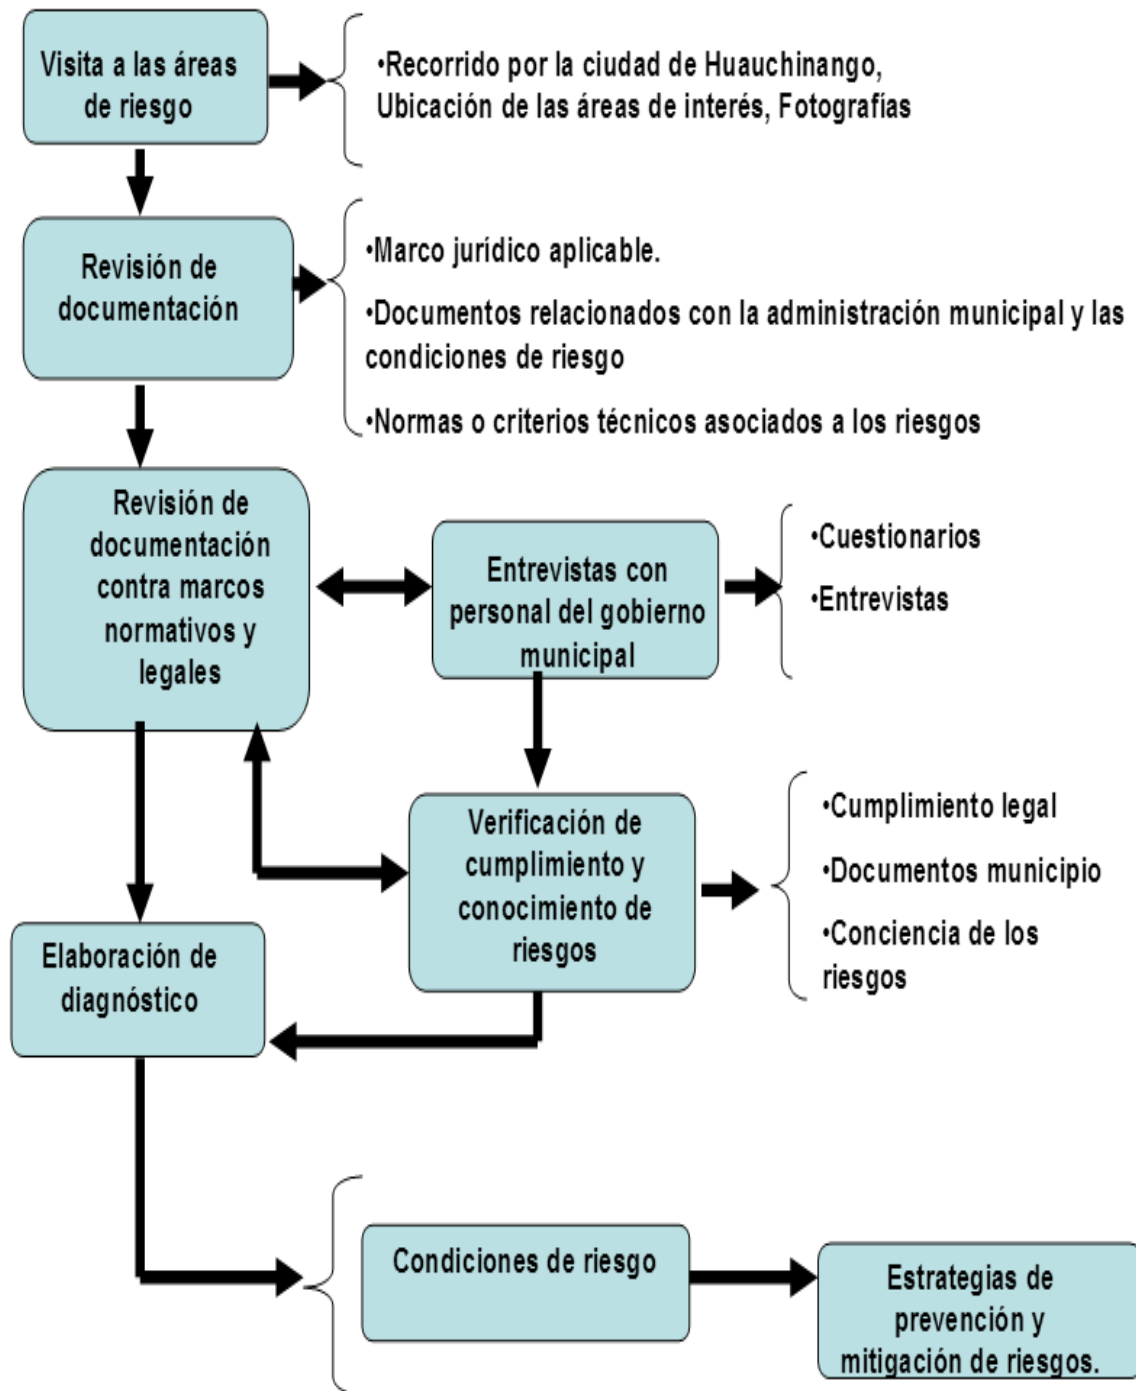 Visita a las áreas
de riesgo
•Recorrido por la ciudad de Huauchinango,
Ubicación de las áreas de interés, Fotografías
Revisión de
documentación
•Marco jurídico aplicable.
•Documentos relacionados con la administración municipal y las
condiciones de riesgo
•Normas o criterios técnicos asociados a los riesgos
Revisión de
documentación
contra marcos
normativos y
legales
Entrevistas con
personal del gobierno
municipal
•Cuestionarios
•Entrevistas
Verificación de
cumplimiento y
conocimiento de
riesgos
•Cumplimiento legal
•Documentos municipio
•Conciencia de los
riesgos
Elaboración de
diagnóstico
Condiciones de riesgo
Estrategias de
prevención y
mitigación de riesgos.